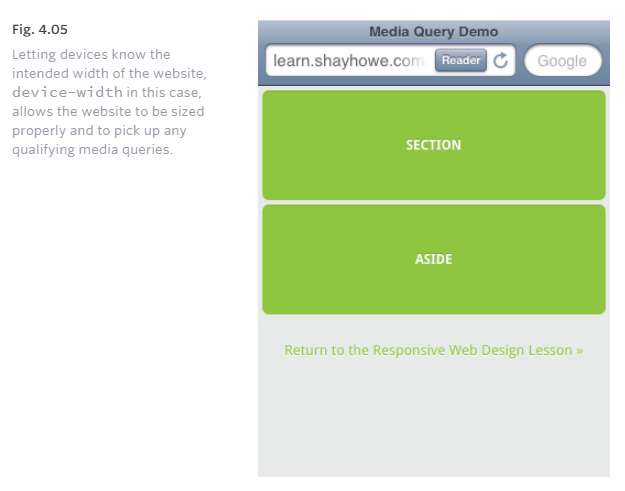 Fig. 4.05
Letting devices know the
intended width of the website,
device-width in this case,
allows the website to be sized
properly and to pick up any
qualifying media queries.
Media Query Demo
learn.shayhowe.com
Reader
Google
SECTION
ASIDE
Return to the Responsive Web Design Lesson »